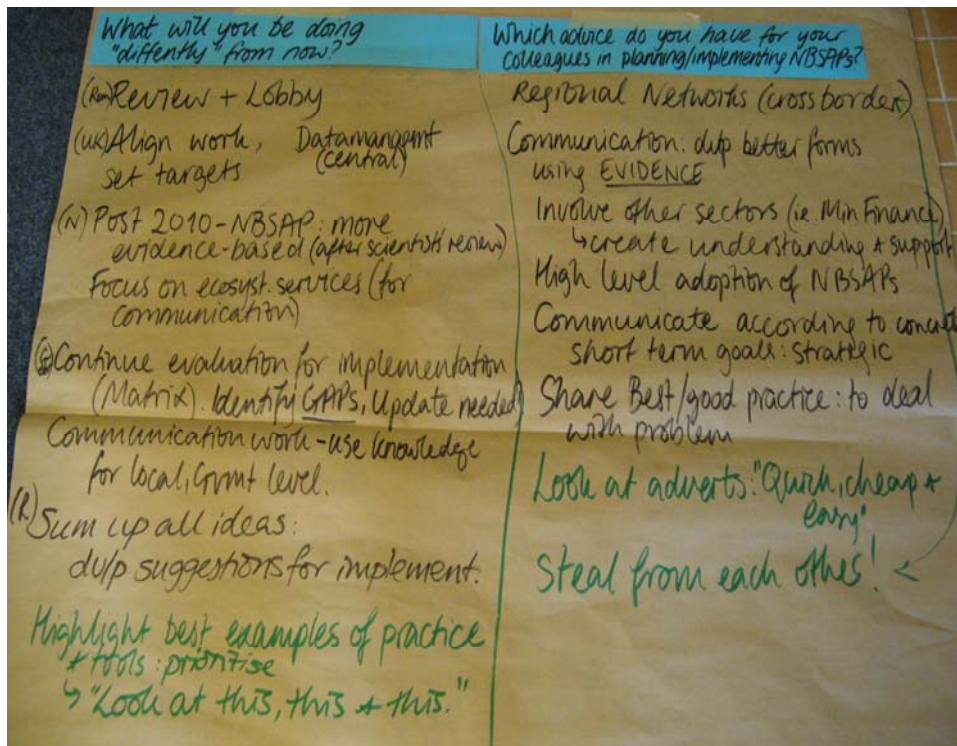 What will you be doing
"diffently" from now?
(Ro) Review + Lobby
(UK) Align work, Datamanagemt
set targets (central)
(N) Post 2010 - NBSAP: more
evidence-based (after scientists' review)
Focus on ecosyst. services (for
communication)
(G) Continue evaluation for implementation
(Matrix). Identify GAPs, Update needed
Communication work - use knowledge
for local, Govmt level.
(R) Sum up all ideas:
dvlp suggestions for implement.
Highlight best examples of practice
+ tools: prioritise
↳ "Look at this, this + this."
Which advice do you have for your
colleagues in planning/implementing NBSAPs?
Regional Networks (cross border)
Communication: dvlp better forms
using EVIDENCE
Involve other sectors (ie. Min Finance)
↳ create understanding + support
High level adoption of NBSAPs
Communicate according to concrete
short term goals: strategic
Share Best/good practice: to deal
with problem
Look at adverts: "Quick, cheap +
easy"
Steal from each other!